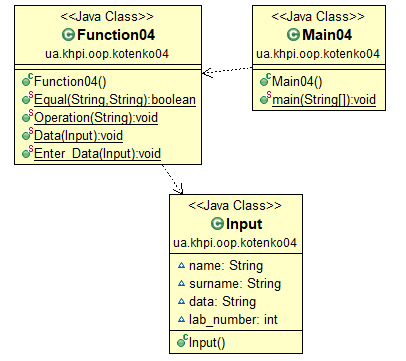 <<Java Class>>
Function04
ua.khpi.oop.kotenko04
Function04()
Equal(String,String):boolean
Operation(String):void
Data(Input):void
Enter_Data(Input):void
<<Java Class>>
Main04
ua.khpi.oop.kotenko04
Main04()
main(String[]):void
<<Java Class>>
Input
ua.khpi.oop.kotenko04
name: String
surname: String
data: String
lab_number: int
Input()